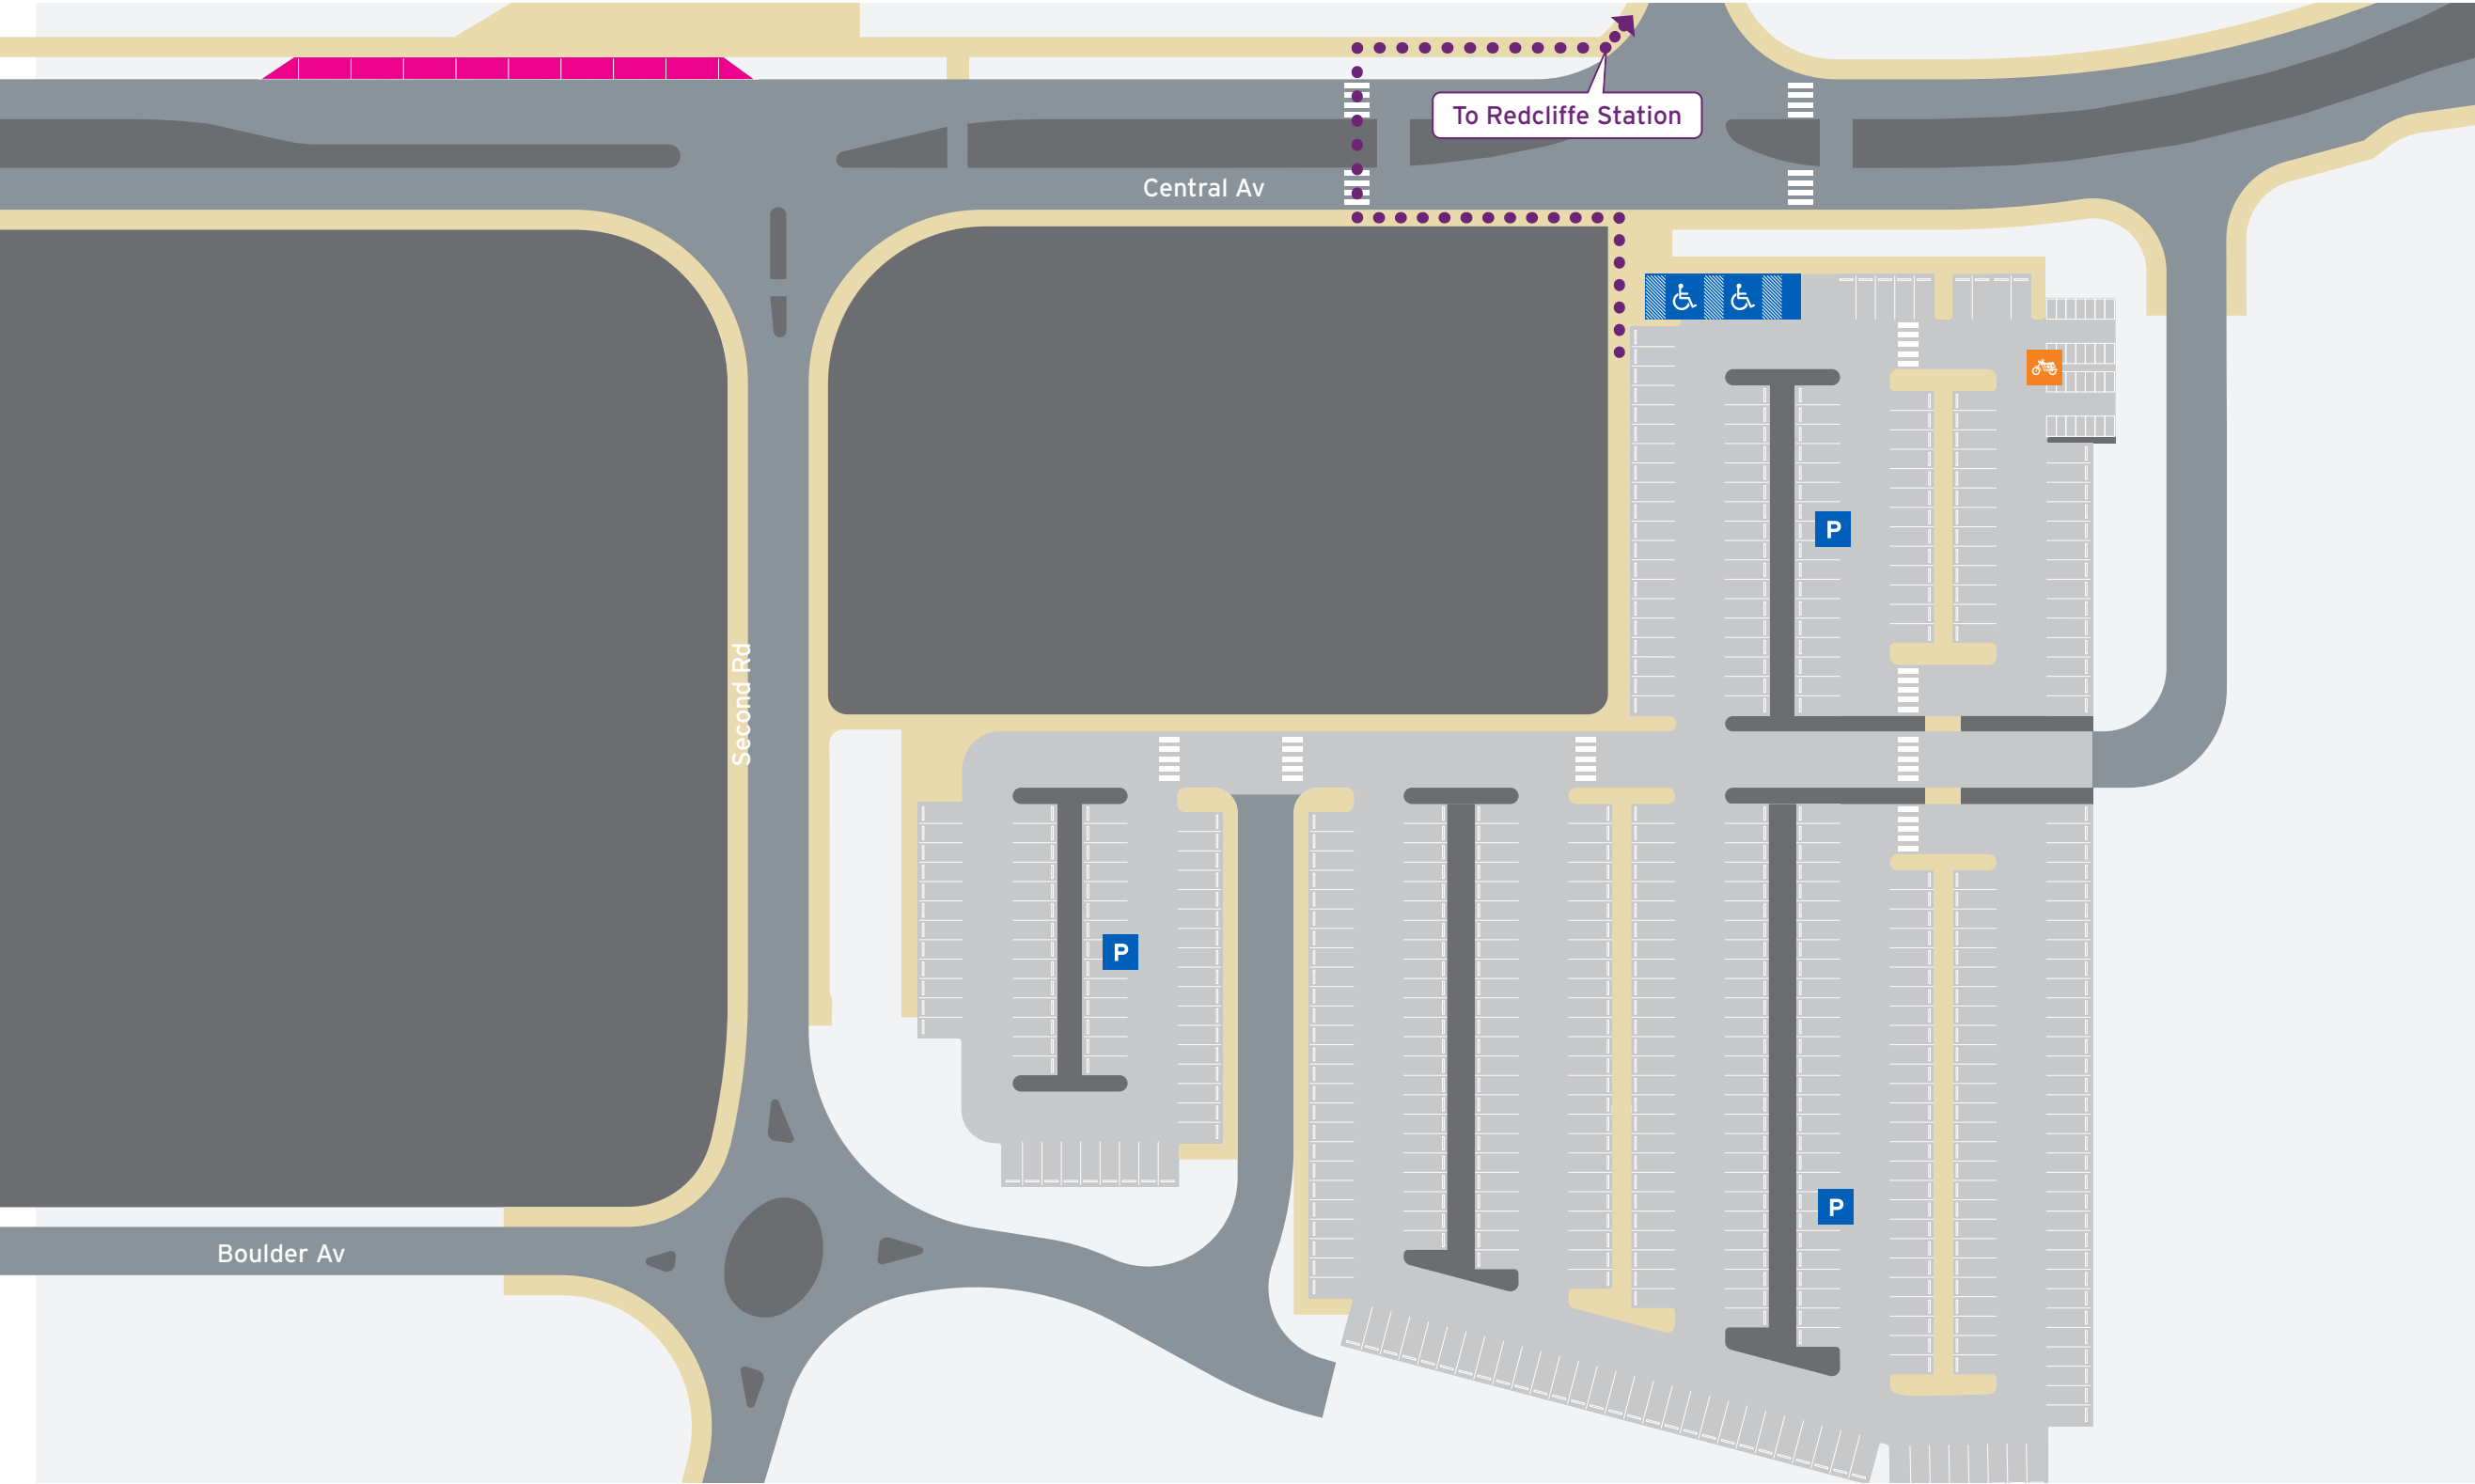 To Redcliffe Station
Central Av
P
Second Rd
P
P
Boulder Av